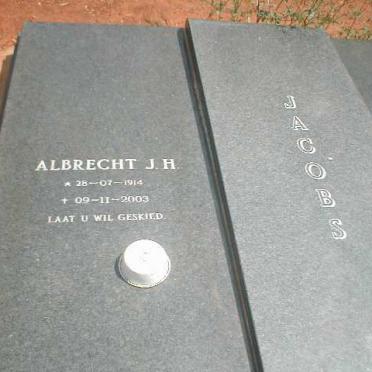 ALBRECHT J.H.
* 28-07-1914
† 09-11-2003
LAAT U WIL GESKIED.
JACOBS